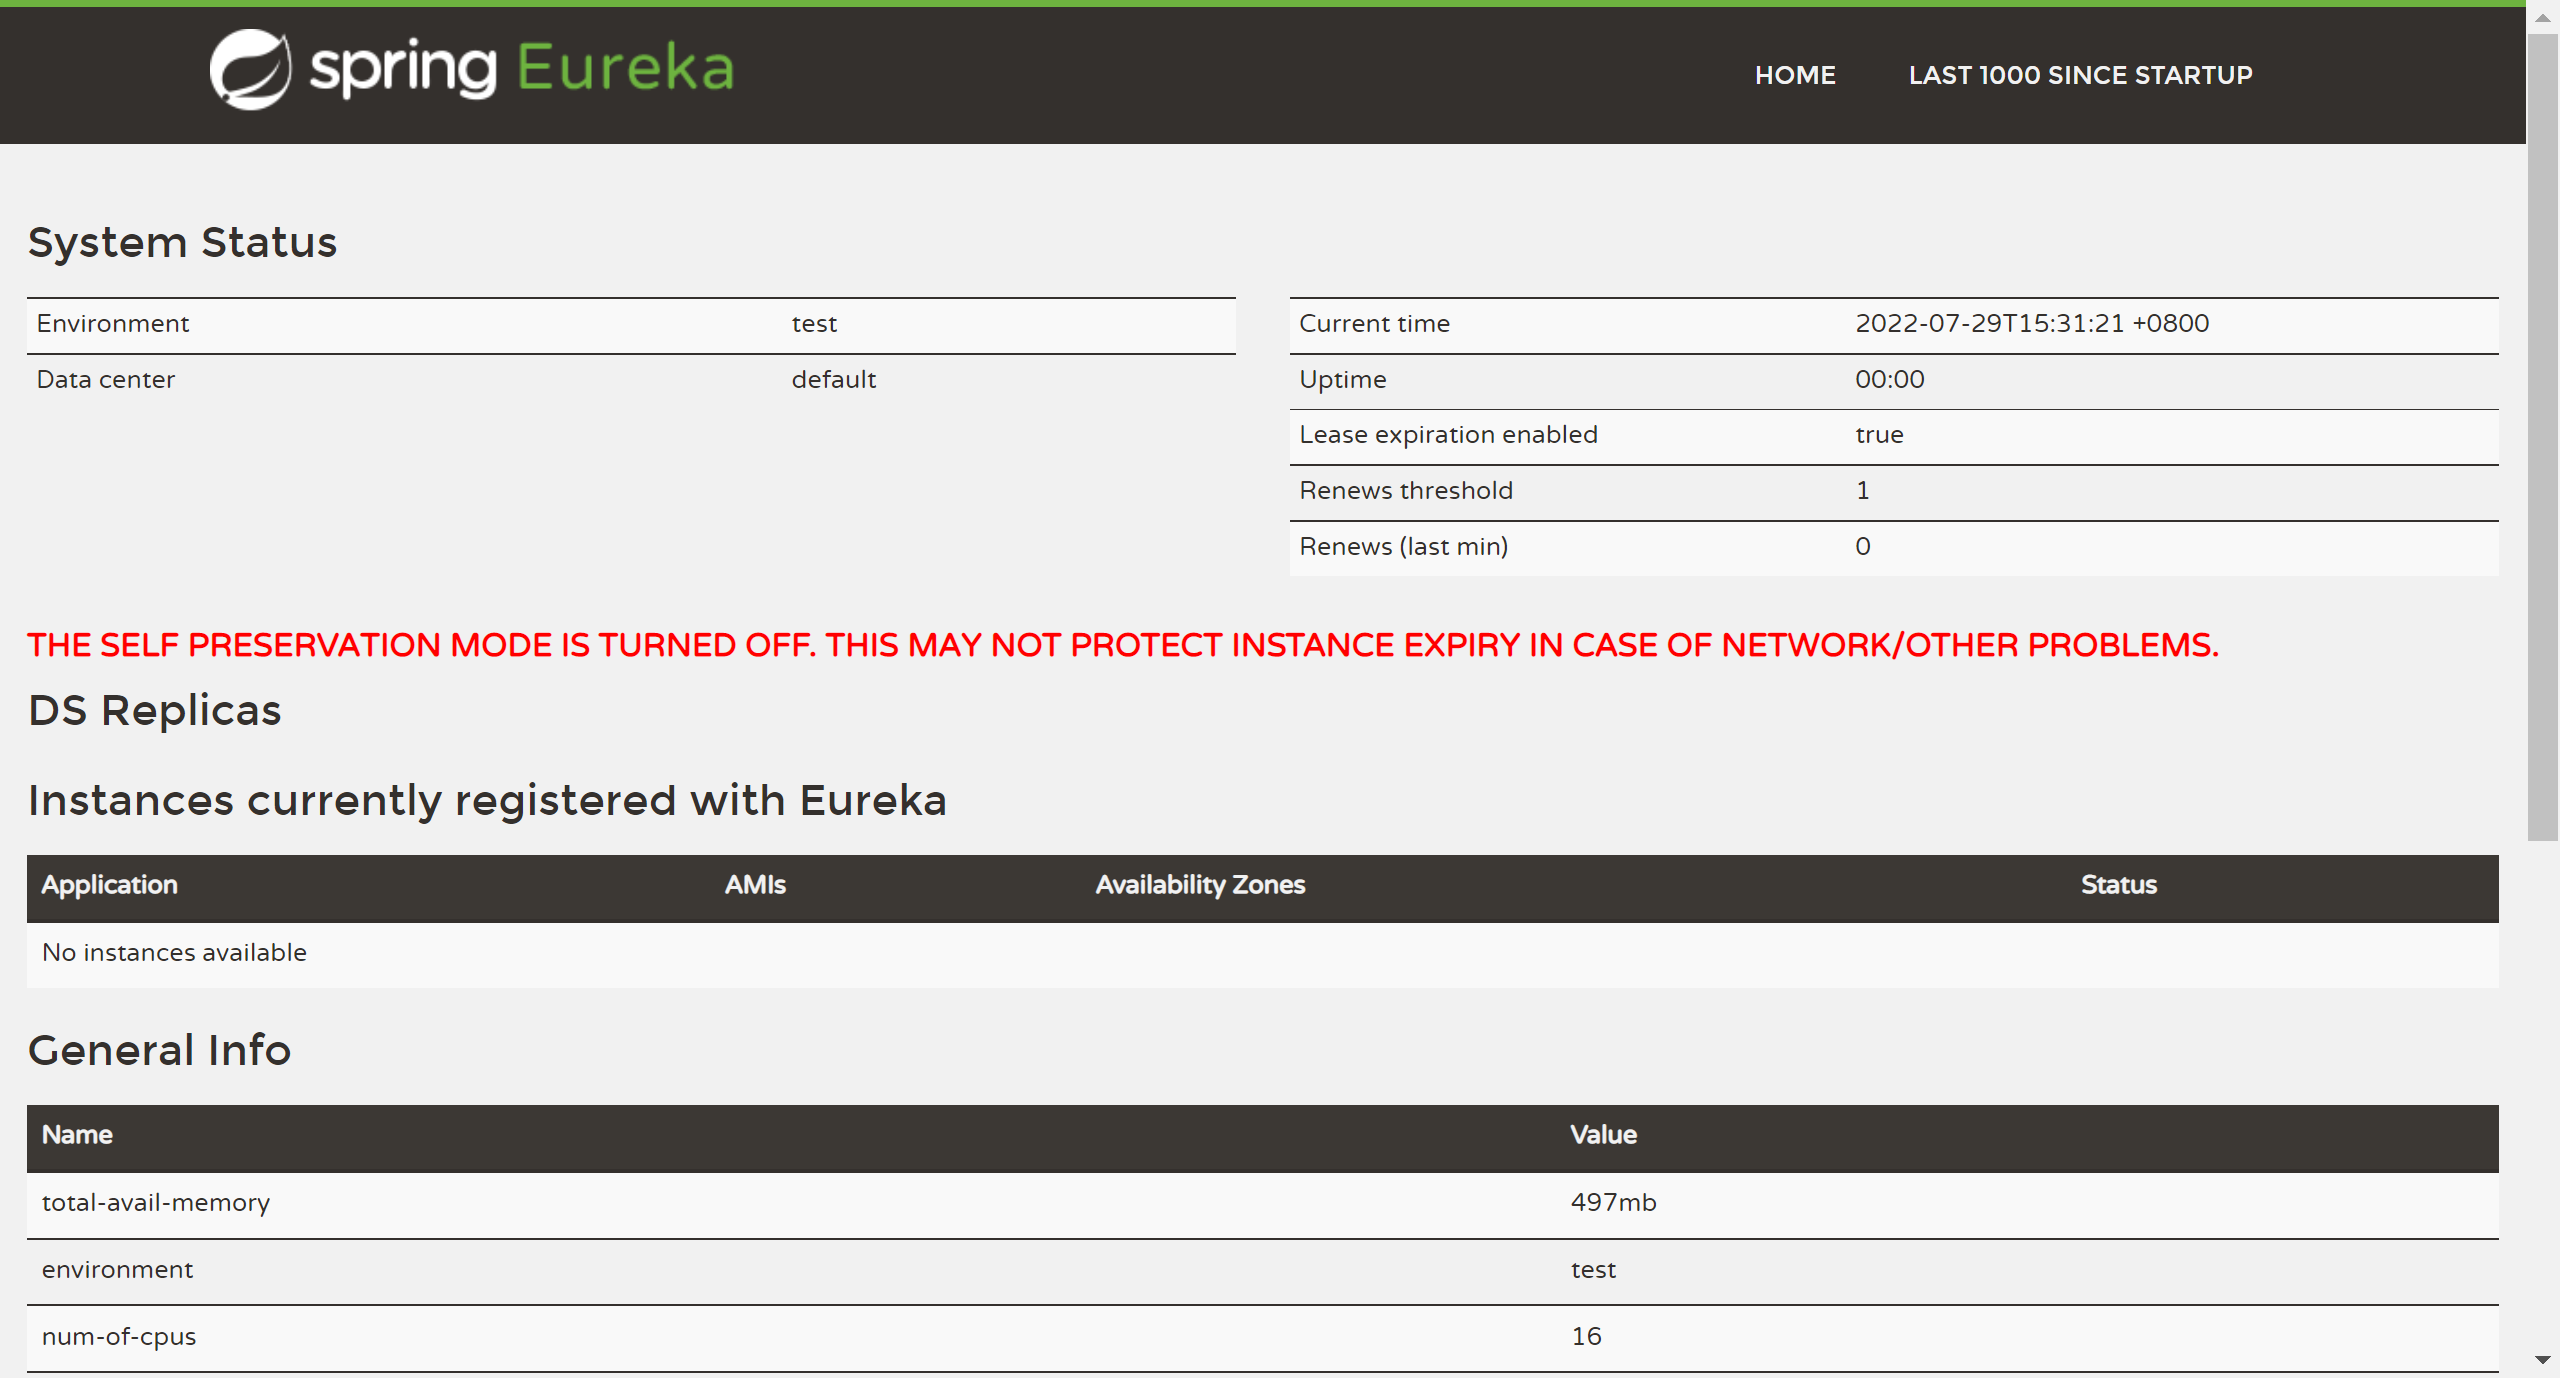 spring Eureka
HOME LAST 1000 SINCE STARTUP
System Status
Environment test
Data center default
Current time 2022-07-29T15:31:21 +0800
Uptime 00:00
Lease expiration enabled true
Renews threshold 1
Renews (last min) 0
THE SELF PRESERVATION MODE IS TURNED OFF. THIS MAY NOT PROTECT INSTANCE EXPIRY IN CASE OF NETWORK/OTHER PROBLEMS.
DS Replicas
Instances currently registered with Eureka
Application AMIs Availability Zones Status
No instances available
General Info
Name Value
total-avail-memory 497mb
environment test
num-of-cpus 16